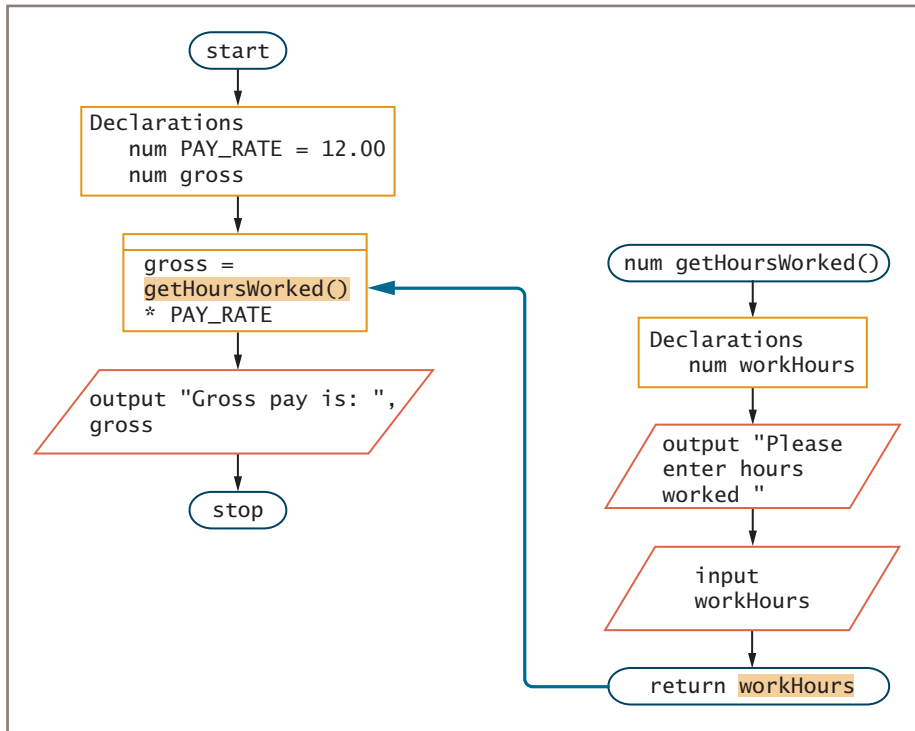 start
Declarations
num PAY_RATE = 12.00
num gross
gross =
getHoursWorked()
* PAY_RATE
output "Gross pay is: ",
gross
stop
num getHoursWorked()
Declarations
num workHours
output "Please
enter hours
worked "
input
workHours
return workHours